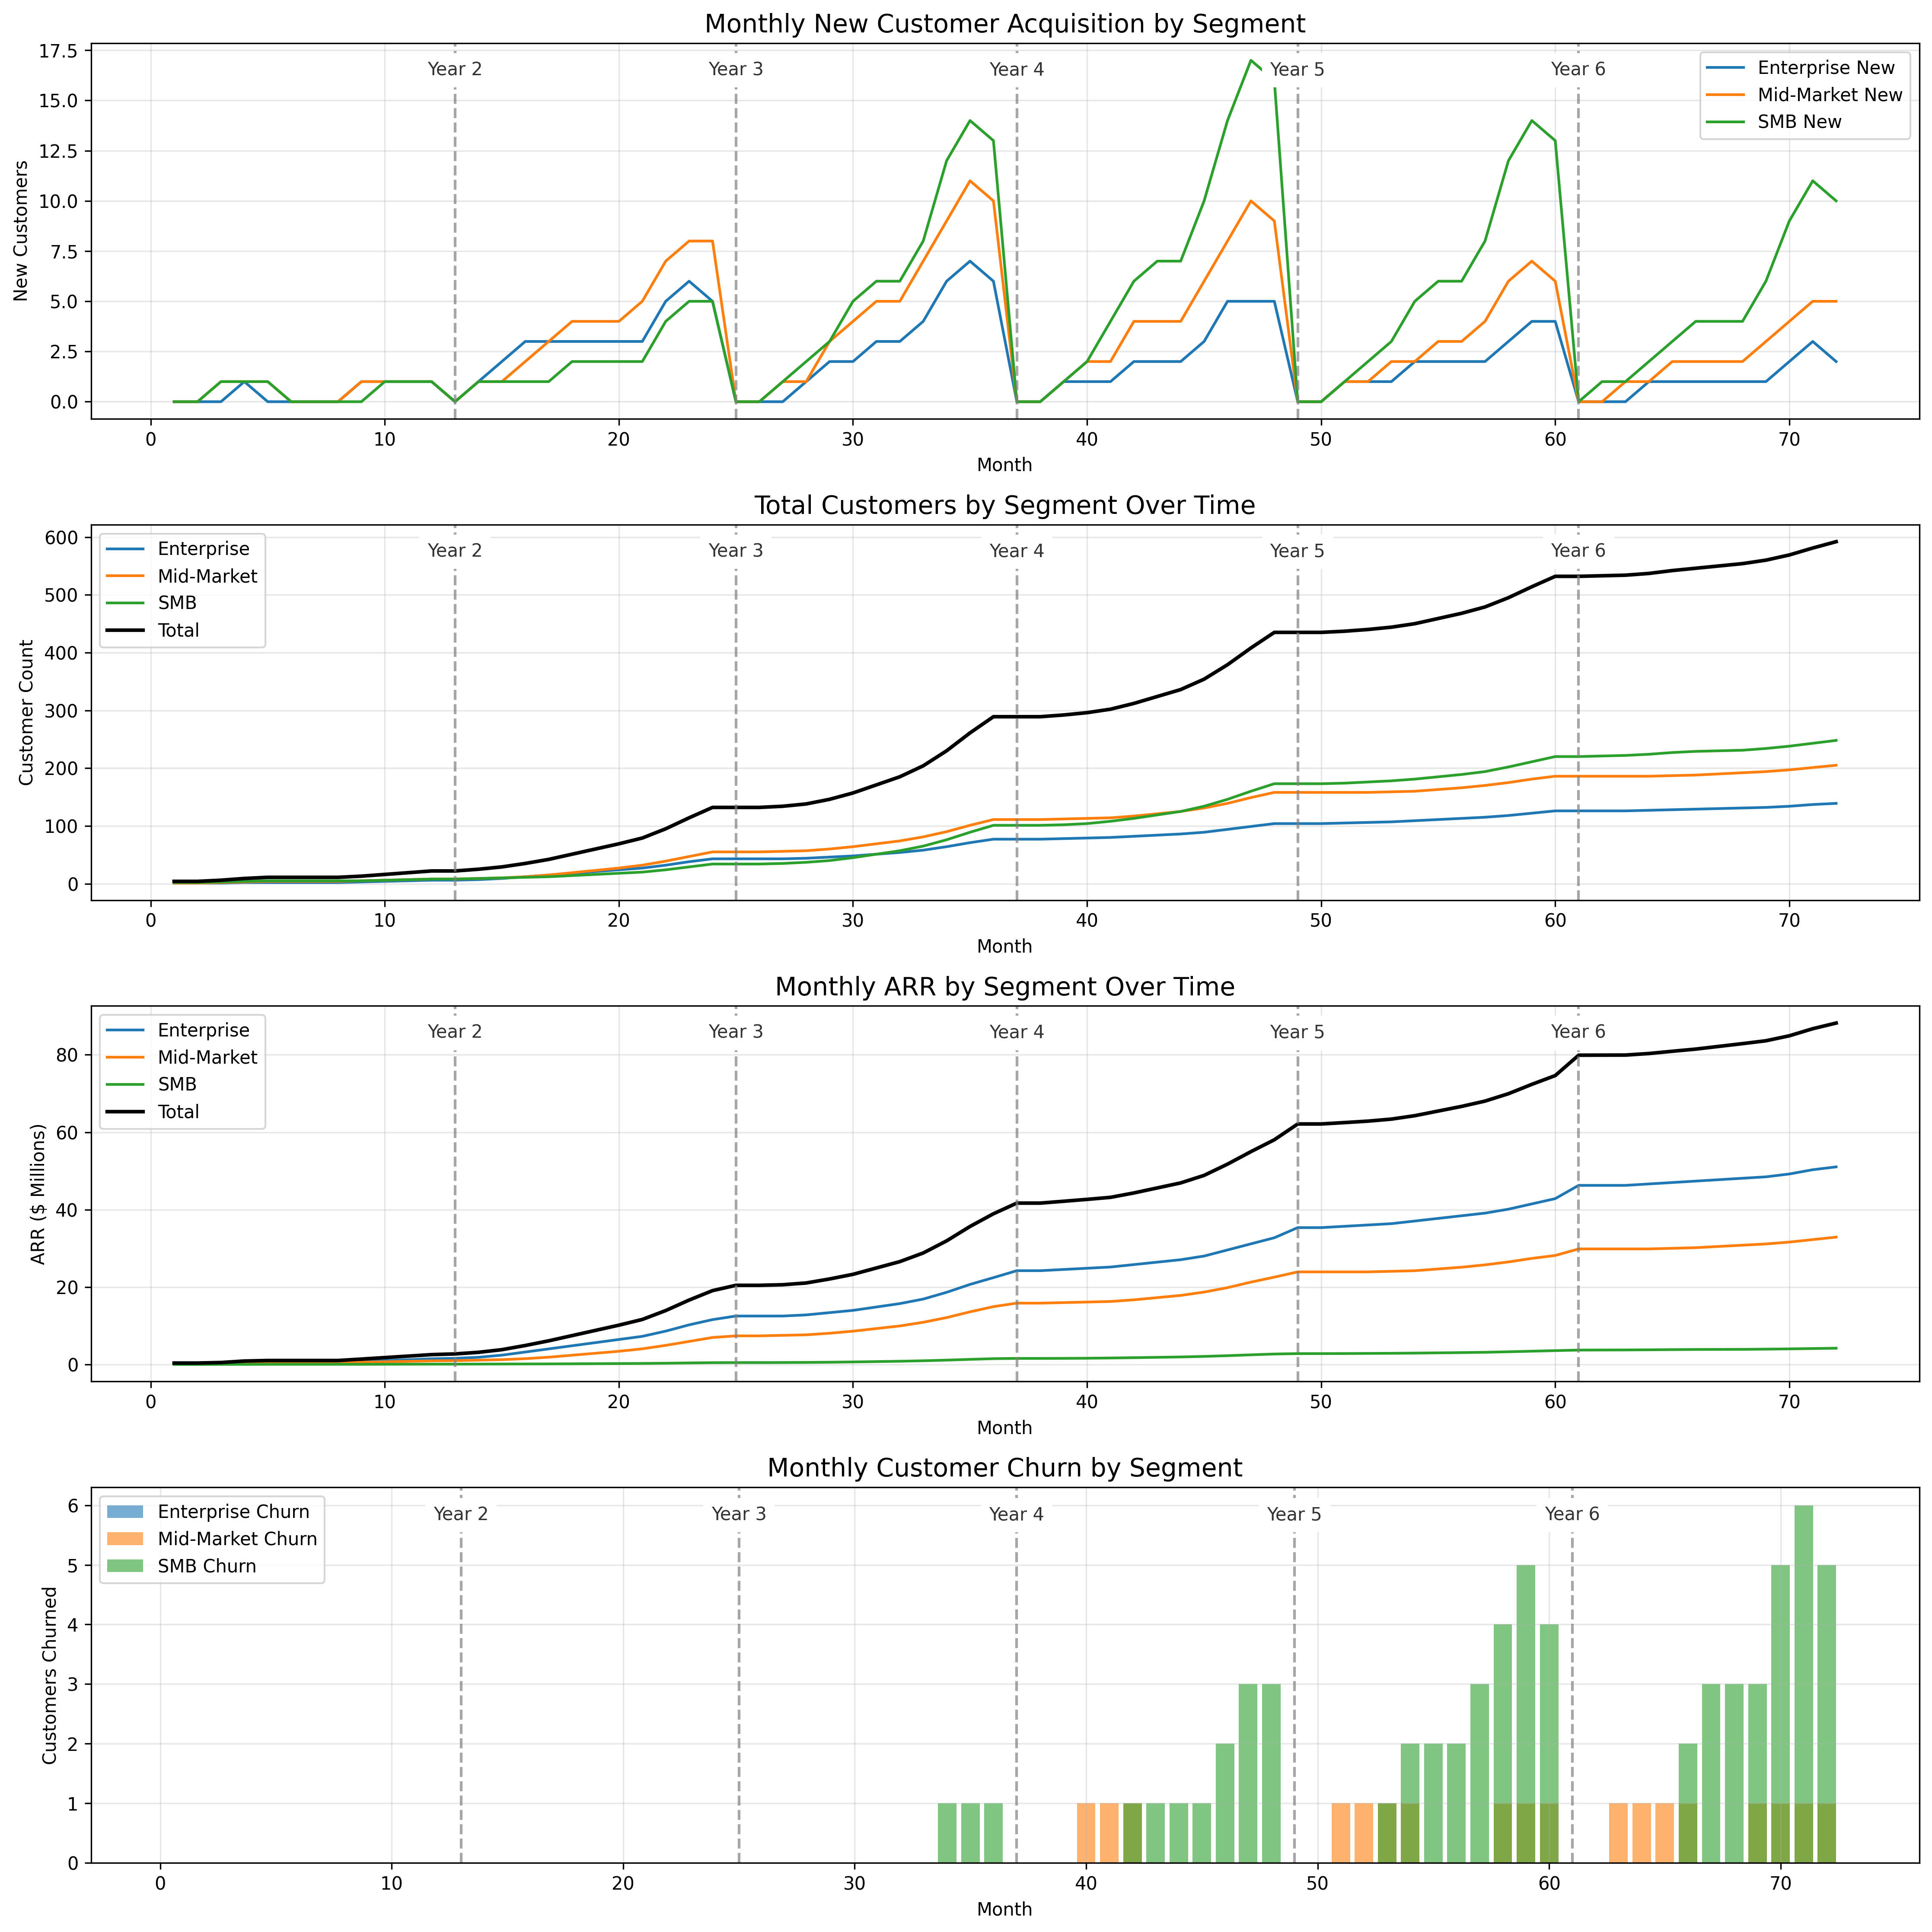 Monthly New Customer Acquisition by Segment
17.5
15.0
12.5
10.0
7.5
5.0
2.5
0.0
New Customers
Year 2
Year 3
Year 4
Year 5
Year 6
Enterprise New
Mid-Market New
SMB New
0
10
20
30
40
50
60
70
Month
Total Customers by Segment Over Time
600
500
400
300
200
100
0
Customer Count
Enterprise
Mid-Market
SMB
Total
Year 2
Year 3
Year 4
Year 5
Year 6
0
10
20
30
40
50
60
70
Month
Monthly ARR by Segment Over Time
80
60
40
20
0
ARR ($ Millions)
Enterprise
Mid-Market
SMB
Total
Year 2
Year 3
Year 4
Year 5
Year 6
0
10
20
30
40
50
60
70
Month
Monthly Customer Churn by Segment
6
5
4
3
2
1
0
Customers Churned
Enterprise Churn
Mid-Market Churn
SMB Churn
Year 2
Year 3
Year 4
Year 5
Year 6
0
10
20
30
40
50
60
70
Month